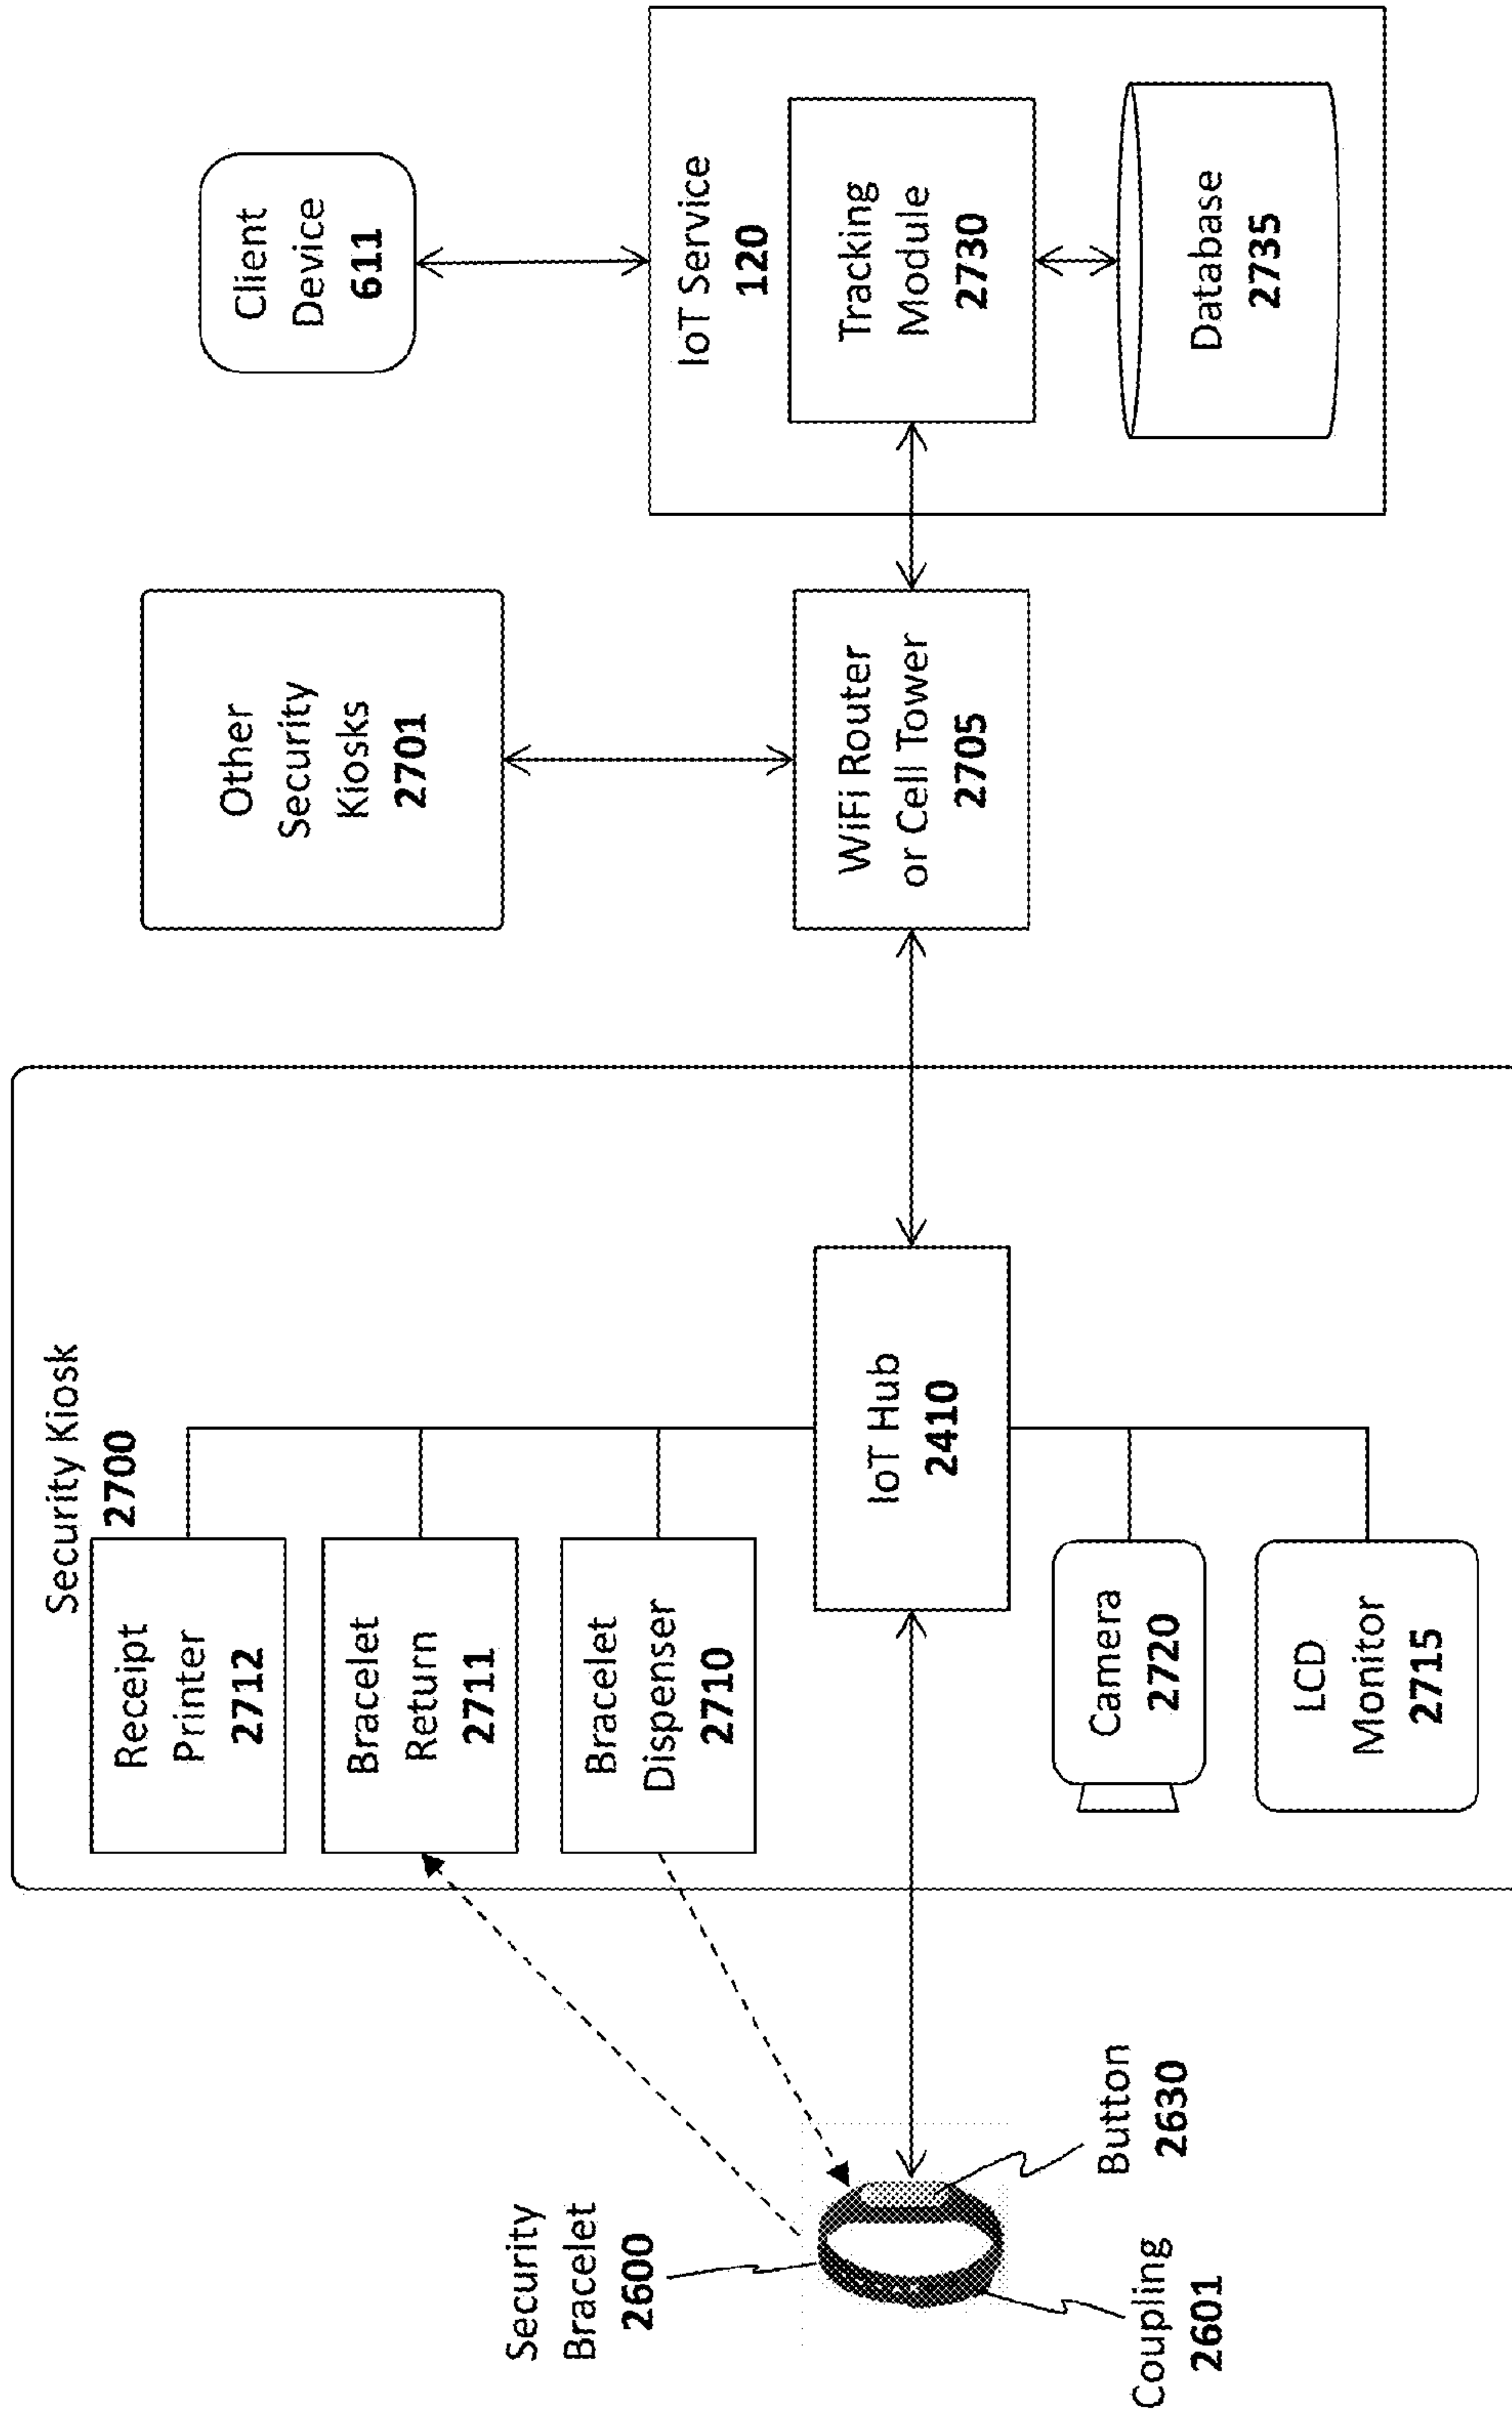 Security
Bracelet
2600
Coupling
2601
Button
2630
Security Kiosk
2700
Receipt
Printer
2712
Bracelet
Return
2711
Bracelet
Dispenser
2710
IoT Hub
2410
Camera
2720
LCD
Monitor
2715
Other
Security
Kiosks
2701
WiFi Router
or Cell Tower
2705
Client
Device
611
IoT Service
120
Tracking
Module
2730
Database
2735